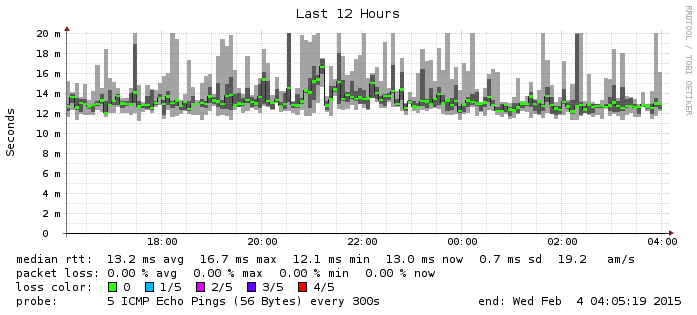 Last 12 Hours
RRDTOOL / TOBI OETIKER
Seconds
20 m
18 m
16 m
14 m
12 m
10 m
8 m
6 m
4 m
2 m
0
18:00 20:00 22:00 00:00 02:00 04:00
median rtt: 13.2 ms avg 16.7 ms max 12.1 ms min 13.0 ms now 0.7 ms sd 19.2 am/s
packet loss: 0.00 % avg 0.00 % max 0.00 % min 0.00 % now
loss color: 0 1/5 2/5 3/5 4/5
probe: 5 ICMP Echo Pings (56 Bytes) every 300s end: Wed Feb 4 04:05:19 2015